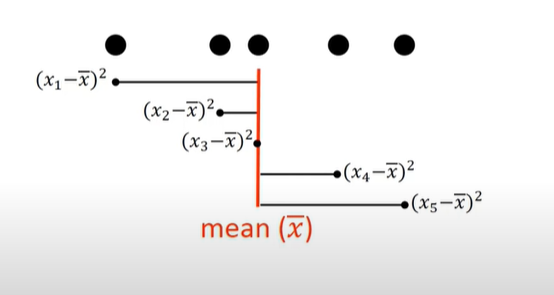 (x₁−x̅)²
(x₂−x̅)²
(x₃−x̅)²
(x₄−x̅)²
(x₅−x̅)²
mean (x̅)